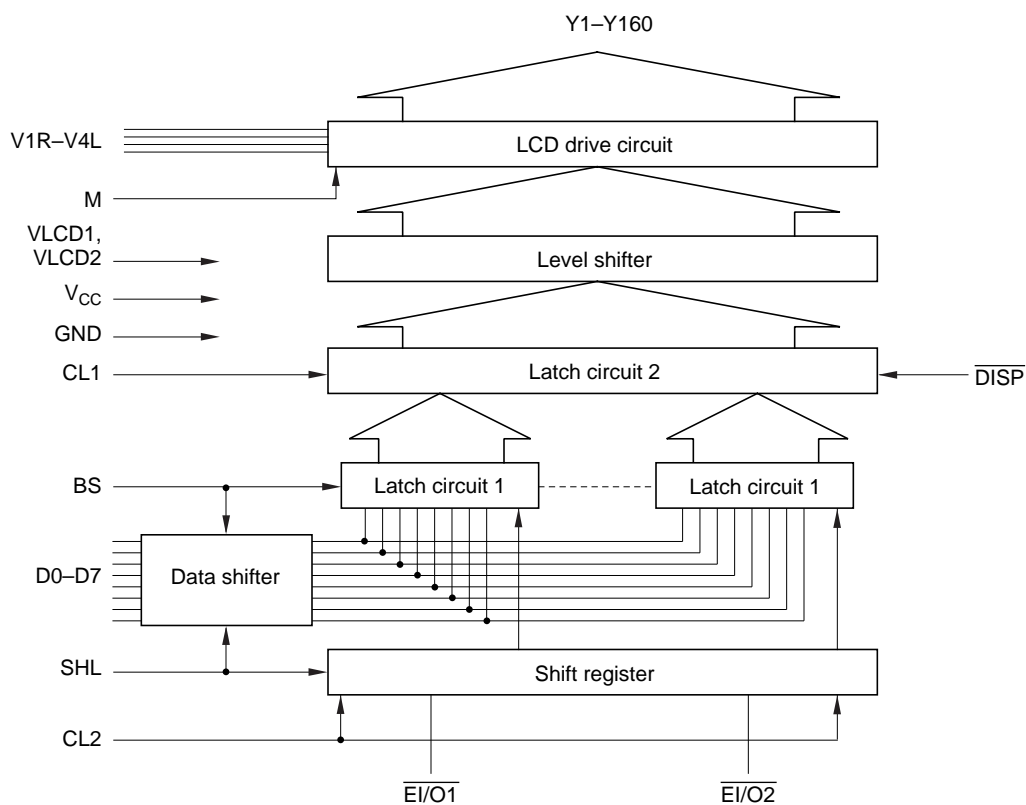 Y1–Y160
V1R–V4L
LCD drive circuit
M
VLCD1,
VLCD2
Level shifter
VCC
GND
CL1
Latch circuit 2
DISP
BS
Latch circuit 1
Latch circuit 1
D0–D7
Data shifter
SHL
Shift register
CL2
EI/O1
EI/O2